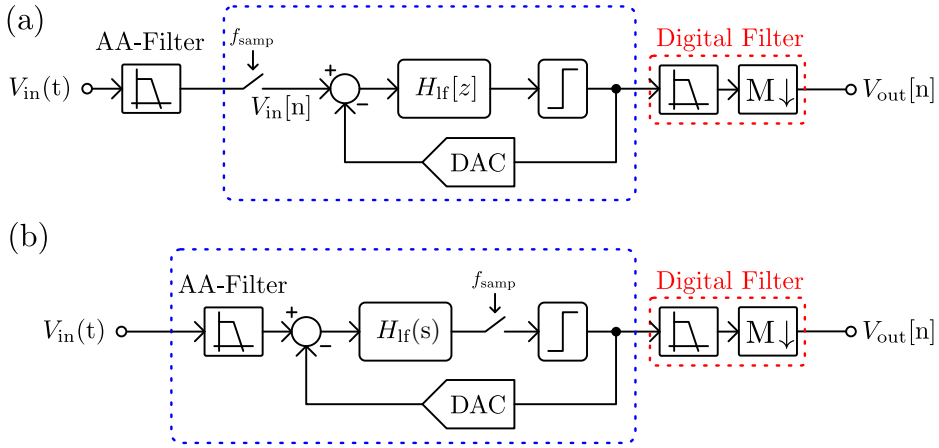 (a)
AA-Filter
f_samp
Digital Filter
V_in(t)
+
−
V_in[n]
H_lf[z]
M↓
V_out[n]
DAC
(b)
AA-Filter
f_samp
Digital Filter
V_in(t)
+
−
H_lf(s)
M↓
V_out[n]
DAC